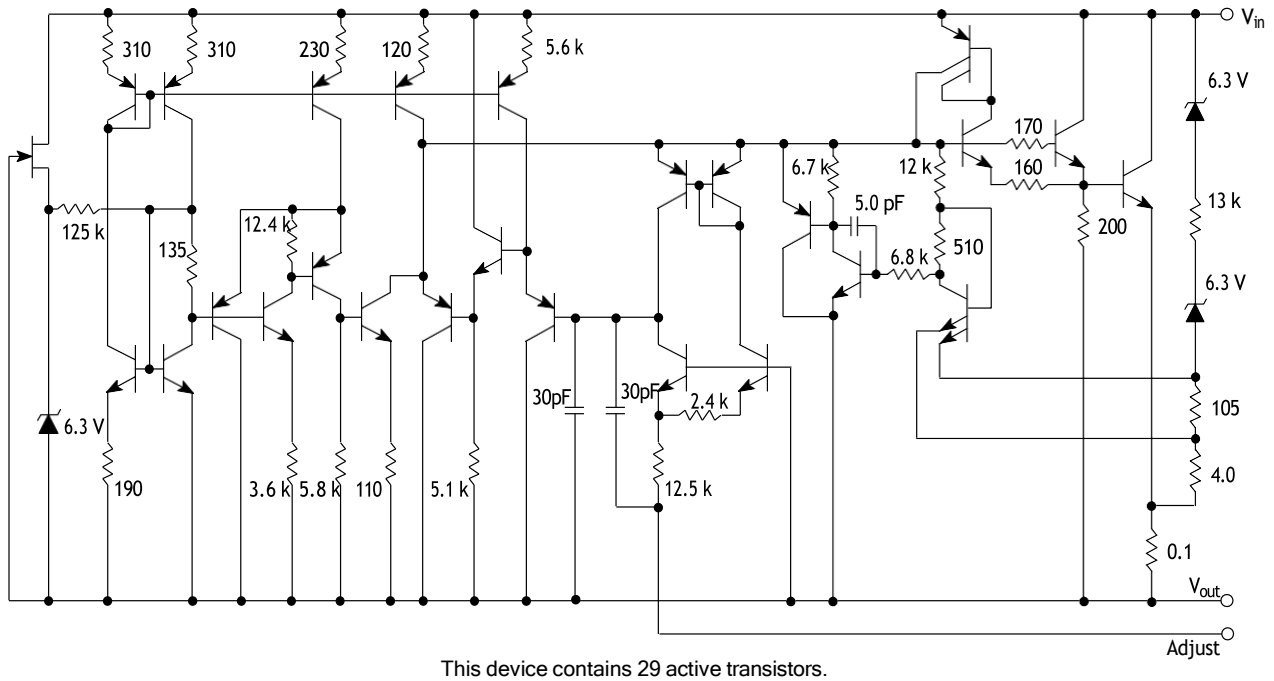 V_in
310
310
230
120
5.6 k
6.3 V
170
6.7 k
12 k
160
5.0 pF
13 k
125 k
12.4 k
200
135
510
6.8 k
6.3 V
30pF
30pF
2.4 k
105
6.3 V
190
3.6 k
5.8 k
110
5.1 k
12.5 k
4.0
0.1
V_out
Adjust
This device contains 29 active transistors.